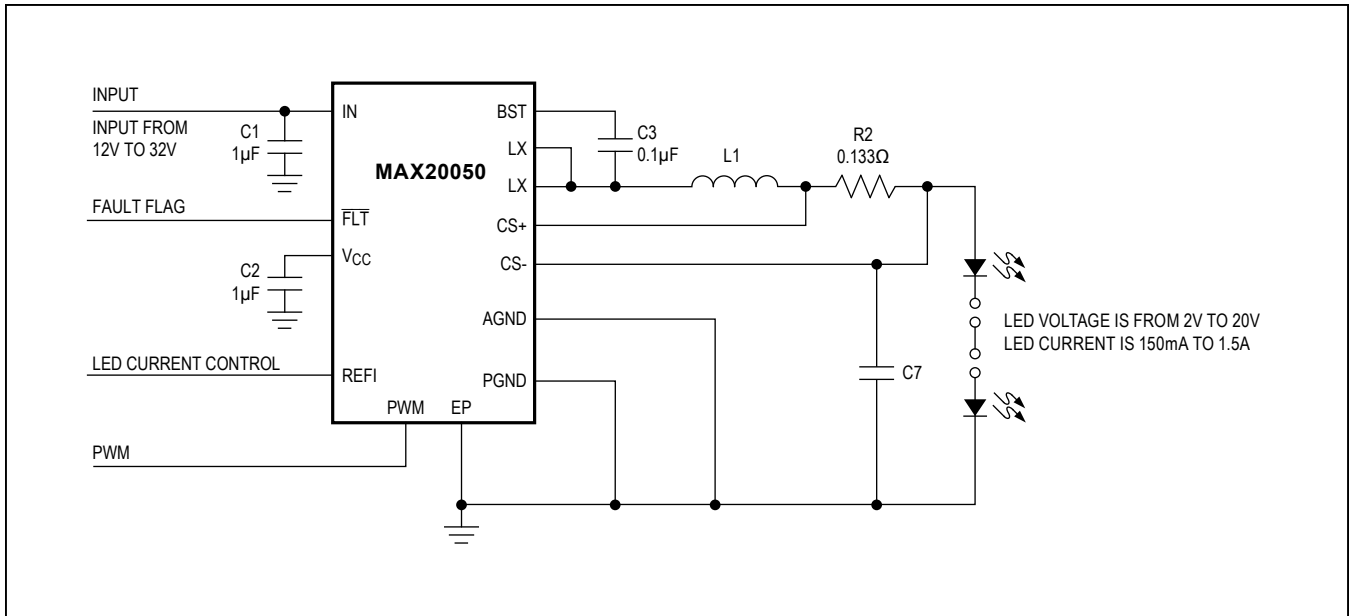 INPUT
INPUT FROM
12V TO 32V
C1
1µF
FAULT FLAG
C2
1µF
LED CURRENT CONTROL
PWM
IN
FLT
VCC
REFI
PWM
EP
MAX20050
BST
LX
LX
CS+
CS-
AGND
PGND
C3
0.1µF
L1
R2
0.133Ω
C7
LED VOLTAGE IS FROM 2V TO 20V
LED CURRENT IS 150mA TO 1.5A